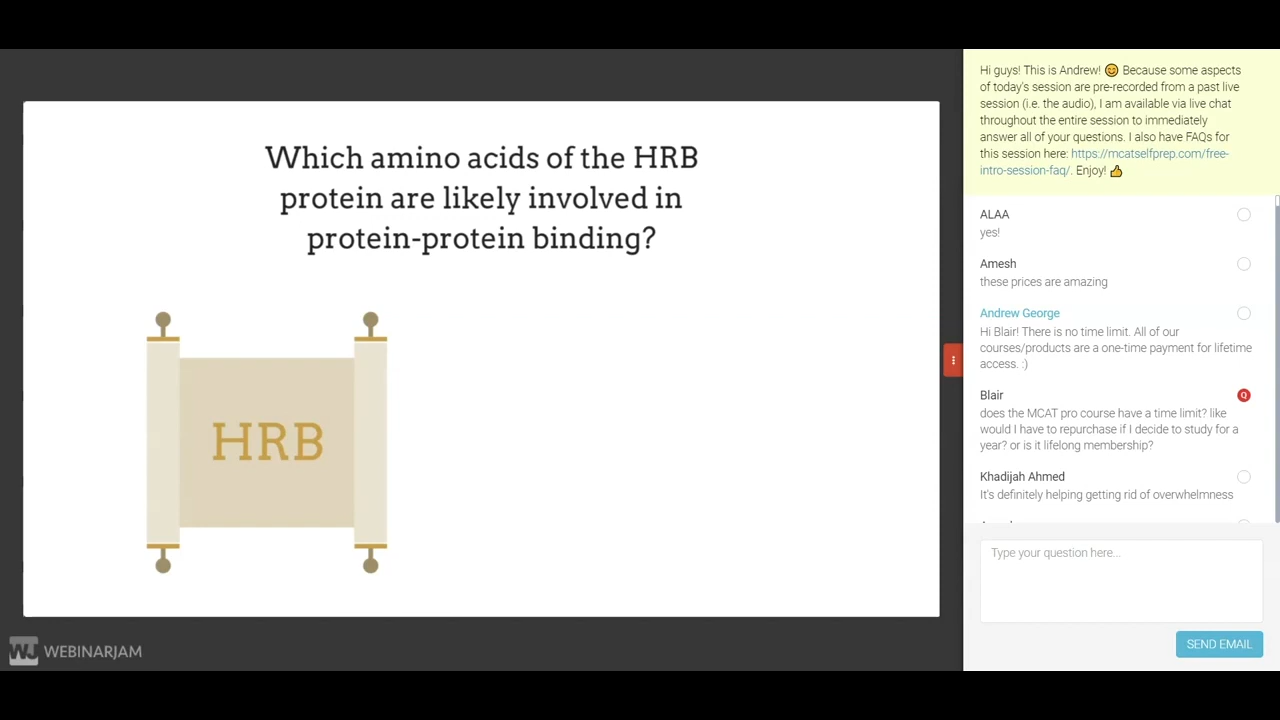 Which amino acids of the HRB
protein are likely involved in
protein-protein binding?
HRB
WJ WEBINARJAM
Hi guys! This is Andrew! 😊 Because some aspects
of today's session are pre-recorded from a past live
session (i.e. the audio), I am available via live chat
throughout the entire session to immediately
answer all of your questions. I also have FAQs for
this session here: https://mcatselfprep.com/free-
intro-session-faq/. Enjoy! 👍
ALAA
yes!
Amesh
these prices are amazing
Andrew George
Hi Blair! There is no time limit. All of our
courses/products are a one-time payment for lifetime
access. :)
Blair
Q
does the MCAT pro course have a time limit? like
would I have to repurchase if I decide to study for a
year? or is it lifelong membership?
Khadijah Ahmed
It's definitely helping getting rid of overwhelmness
Type your question here...
SEND EMAIL